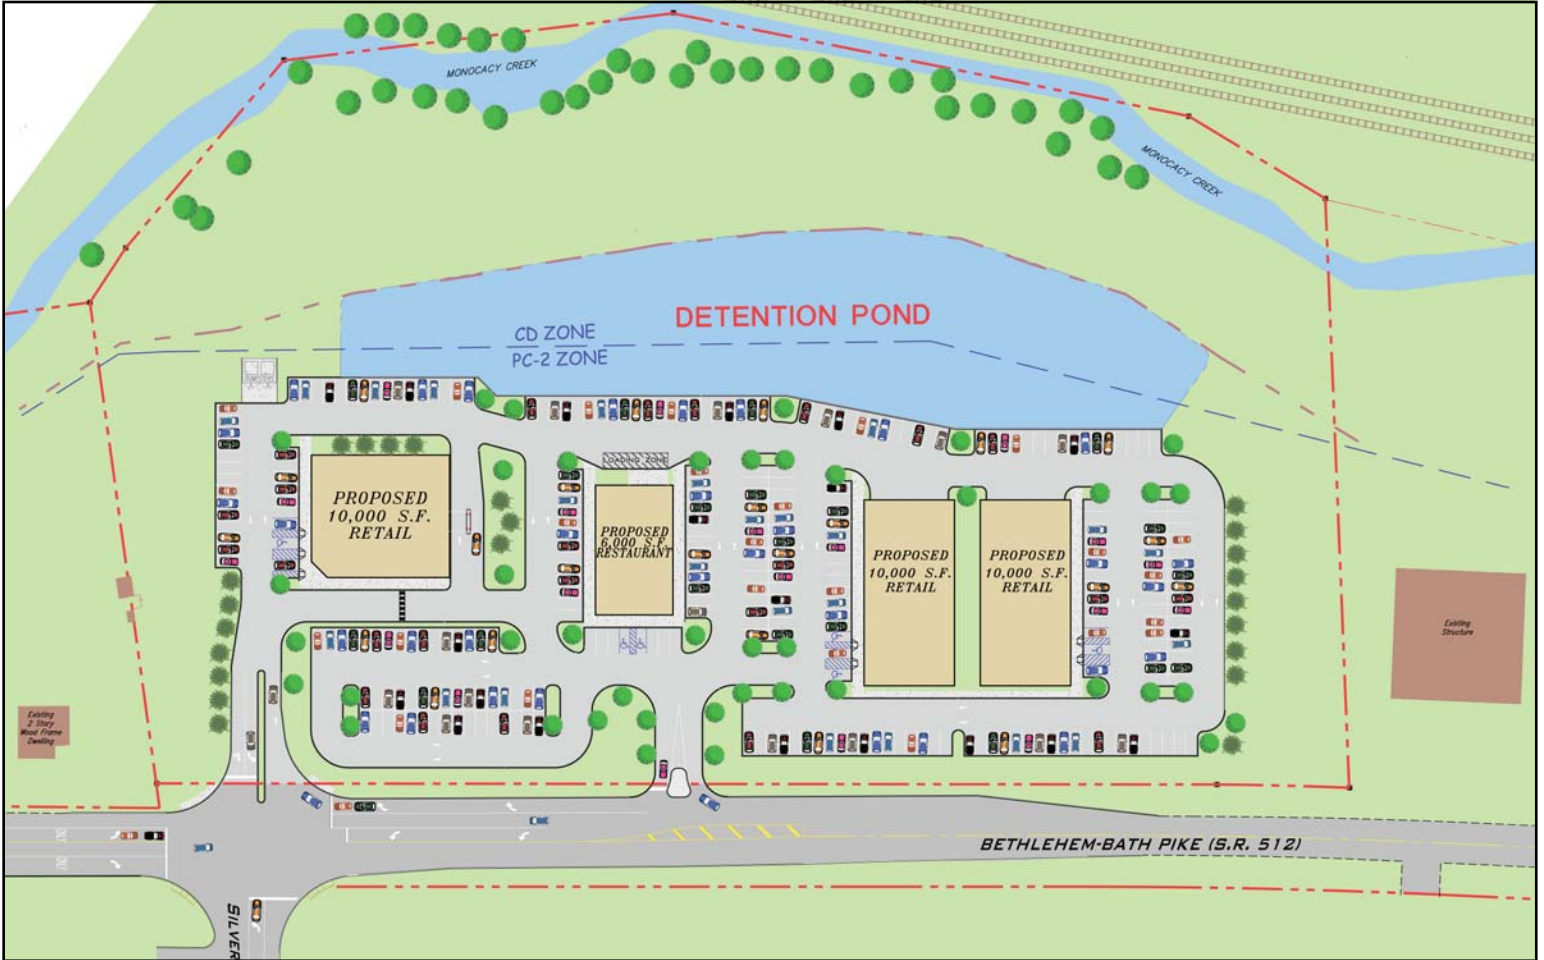 MONOCACY CREEK
MONOCACY CREEK
DETENTION POND
CD ZONE
PC-2 ZONE
LOADING ZONE
PROPOSED
10,000 S.F.
RETAIL
PROPOSED
6,000 S.F.
RESTAURANT
PROPOSED
10,000 S.F.
RETAIL
PROPOSED
10,000 S.F.
RETAIL
Existing
Structure
Existing
2 Story
Wood Frame
Dwelling
BETHLEHEM-BATH PIKE (S.R. 512)
SILVER